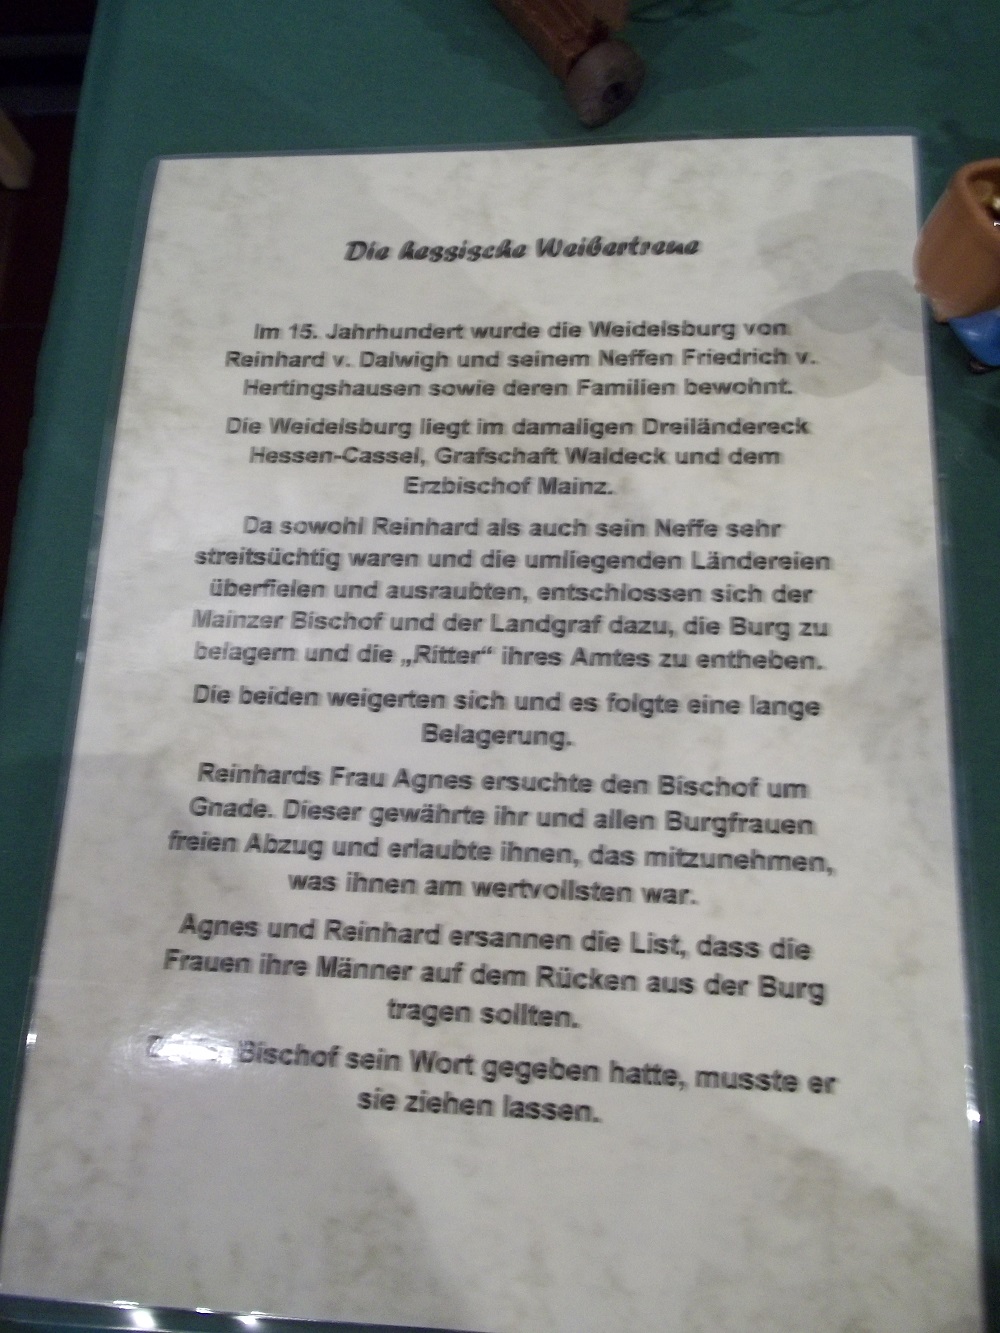 Die hessische Weibertreue
Im 15. Jahrhundert wurde die Weidelsburg von
Reinhard v. Dalwigh und seinem Neffen Friedrich v.
Hertingshausen sowie deren Familien bewohnt.
Die Weidelsburg liegt im damaligen Dreiländereck
Hessen-Cassel, Grafschaft Waldeck und dem
Erzbischof Mainz.
Da sowohl Reinhard als auch sein Neffe sehr
streitsüchtig waren und die umliegenden Ländereien
überfielen und ausraubten, entschlossen sich der
Mainzer Bischof und der Landgraf dazu, die Burg zu
belagern und die „Ritter“ ihres Amtes zu entheben.
Die beiden weigerten sich und es folgte eine lange
Belagerung.
Reinhards Frau Agnes ersuchte den Bischof um
Gnade. Dieser gewährte ihr und allen Burgfrauen
freien Abzug und erlaubte ihnen, das mitzunehmen,
was ihnen am wertvollsten war.
Agnes und Reinhard ersannen die List, dass die
Frauen ihre Männer auf dem Rücken aus der Burg
tragen sollten.
Bischof sein Wort gegeben hatte, musste er
sie ziehen lassen.